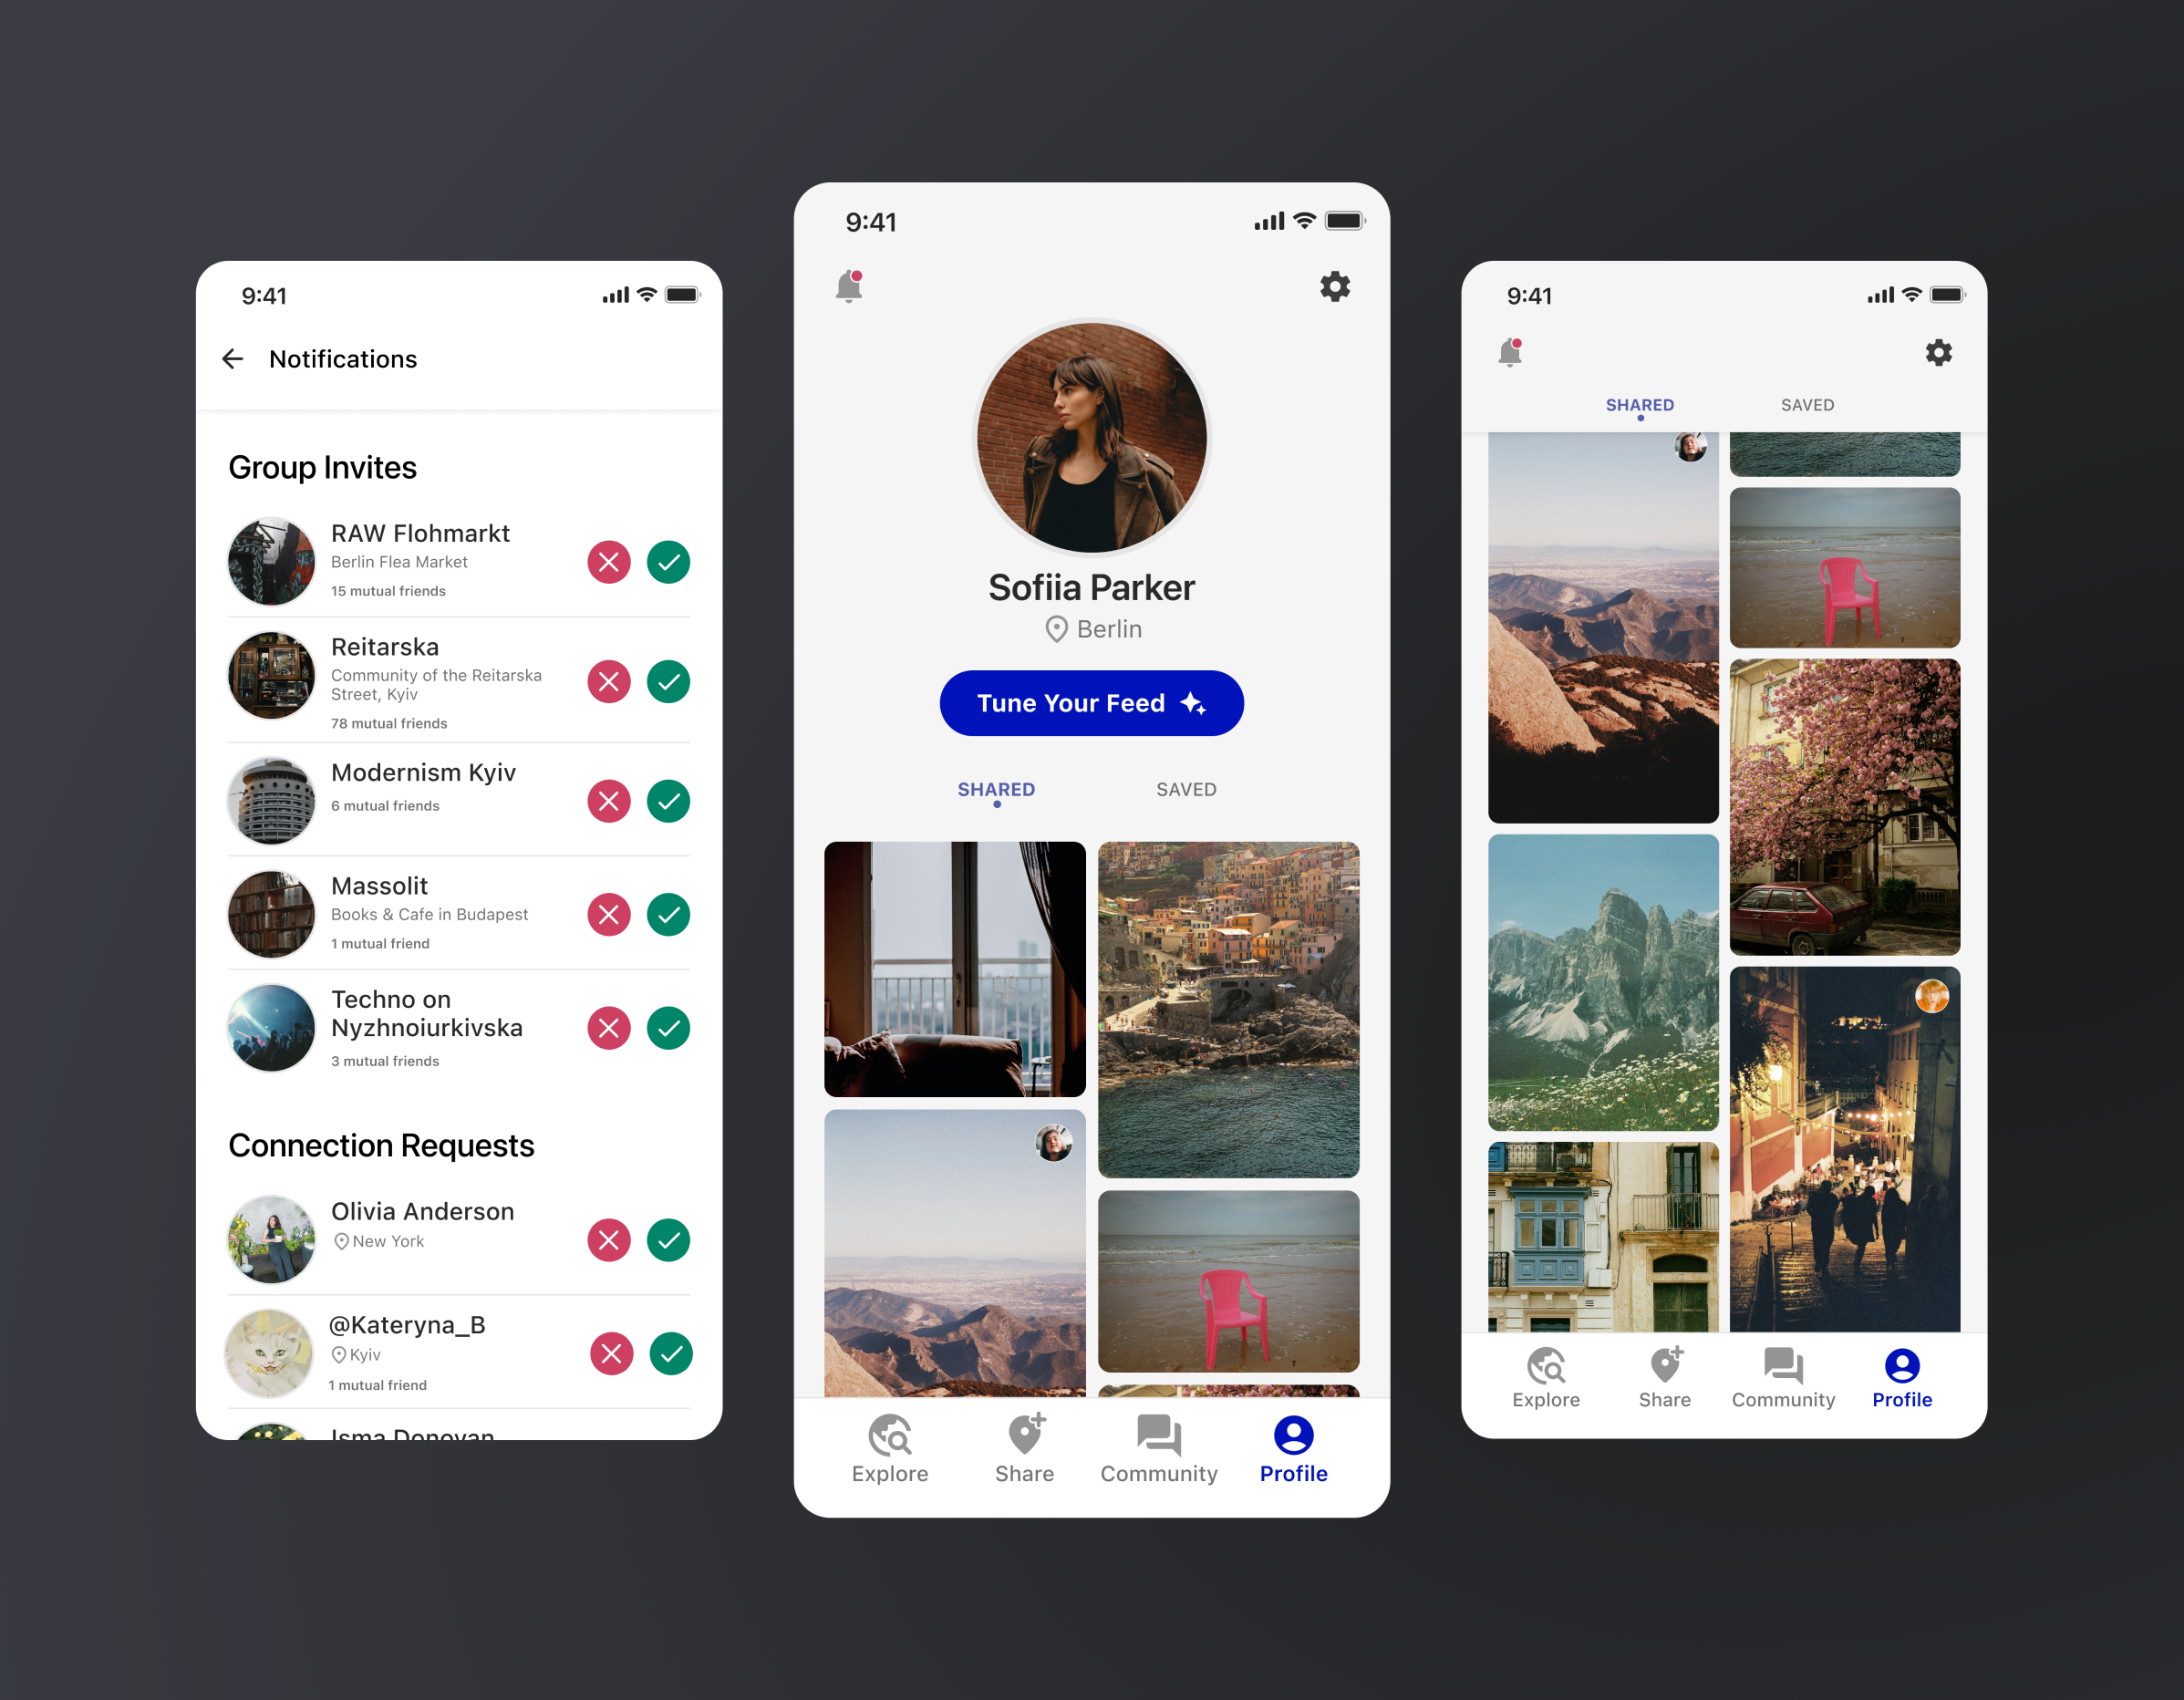 9:41
Notifications
Group Invites
RAW Flohmarkt
Berlin Flea Market
15 mutual friends
Reitarska
Community of the Reitarska
Street, Kyiv
78 mutual friends
Modernism Kyiv
6 mutual friends
Massolit
Books & Cafe in Budapest
1 mutual friend
Techno on
Nyzhnoiurkivska
3 mutual friends
Connection Requests
Olivia Anderson
New York
@Kateryna_B
Kyiv
1 mutual friend
Isma Donovan
9:41
Sofiia Parker
Berlin
Tune Your Feed
SHARED SAVED
Explore Share Community Profile
9:41
SHARED SAVED
Explore Share Community Profile